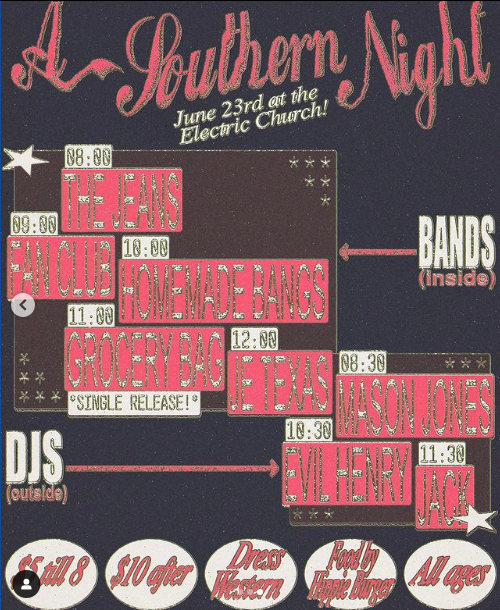 A Southern Night
June 23rd at the
Electric Church!
08:00
THE JEANS
09:00
FAN CLUB
10:00
HOMEMADE BANGS
BANDS
(inside)
11:00
GROCERY BAG
*SINGLE RELEASE!*
12:00
JE'TEXAS
08:30
MASON JONES
10:30
EVIL HENRY
11:30
JACK
DJS
(outside)
$5 till 8
$10 after
Dress
Western
Food by
Hippie Burger
All ages